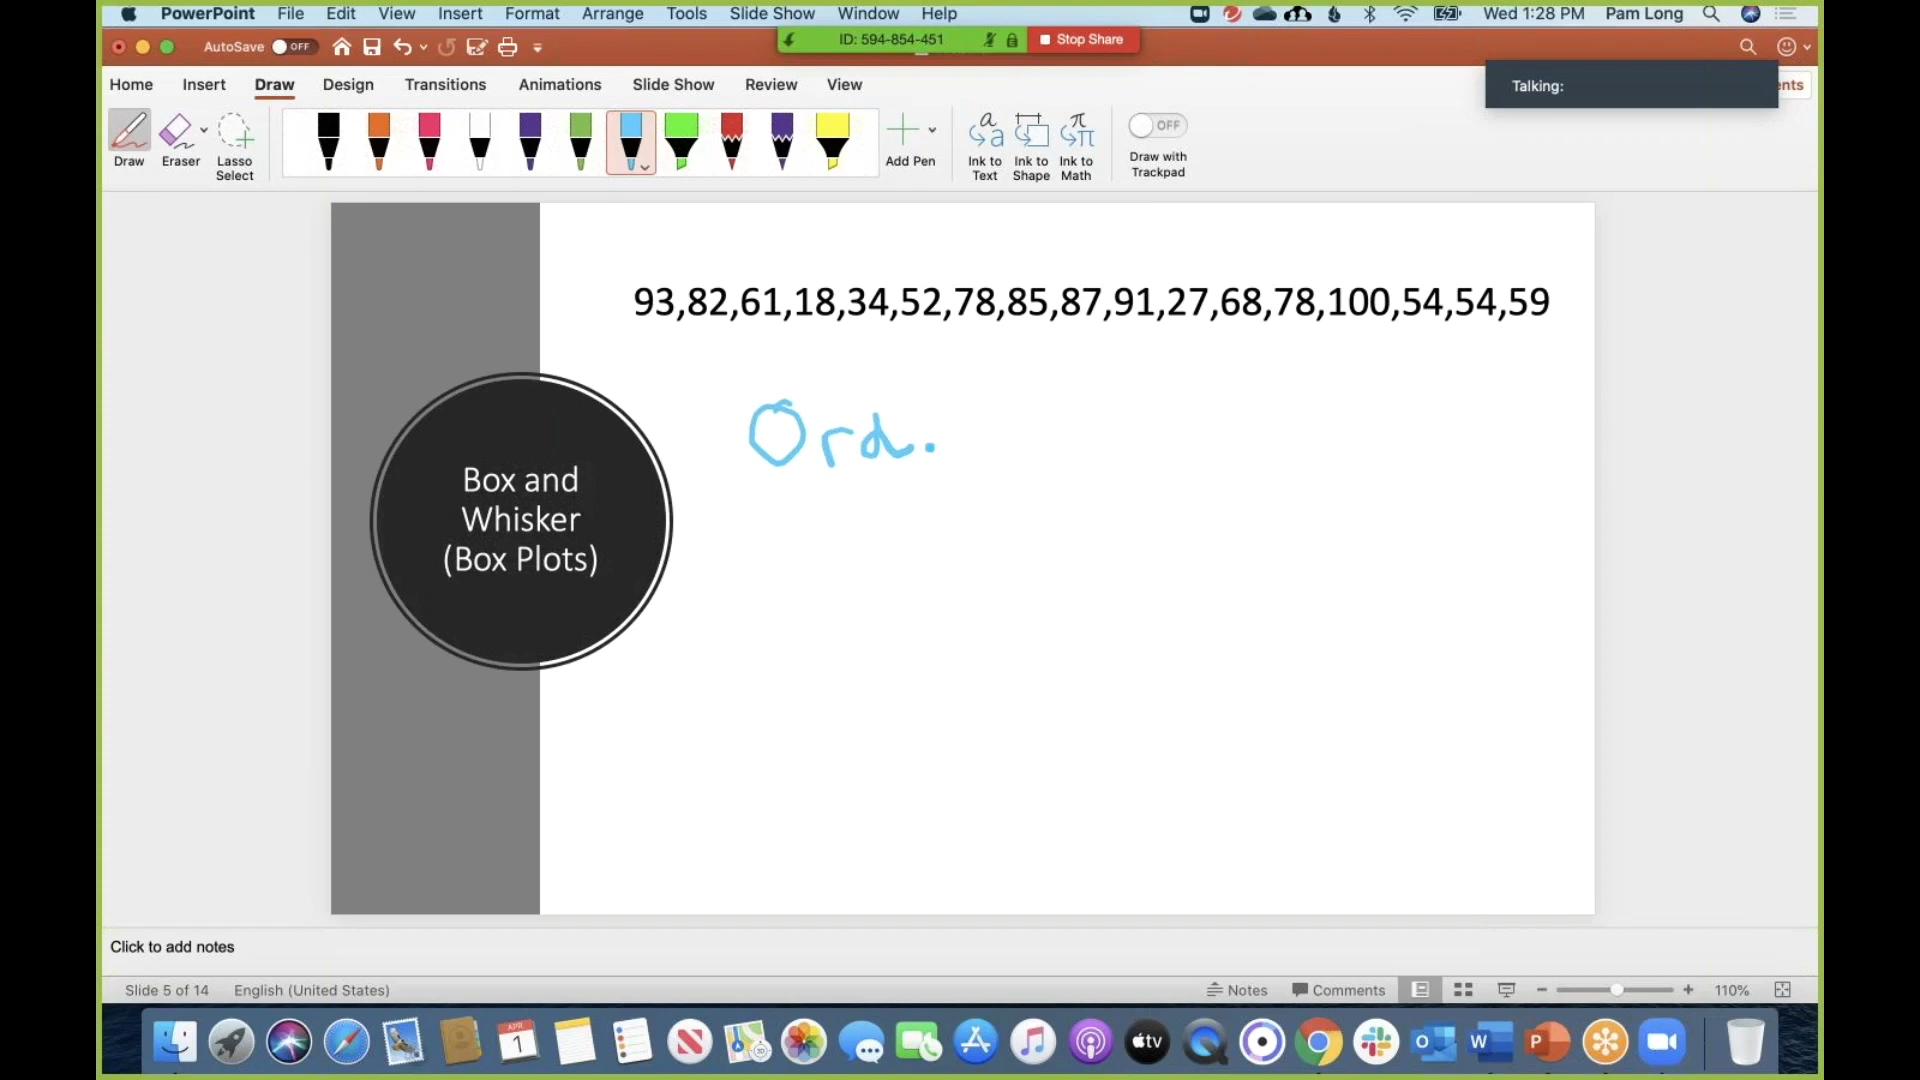 PowerPoint File Edit View Insert Format Arrange Tools Slide Show Window Help Wed 1:28 PM Pam Long
AutoSave OFF ID: 594-854-451 Stop Share
Home Insert Draw Design Transitions Animations Slide Show Review View Talking: ents
Draw Eraser Lasso Select Add Pen Ink to Text Ink to Shape Ink to Math OFF Draw with Trackpad
93,82,61,18,34,52,78,85,87,91,27,68,78,100,54,54,59
Ord.
Box and
Whisker
(Box Plots)
Click to add notes
Slide 5 of 14 English (United States) Notes Comments 110%
APR 1 tv O W P